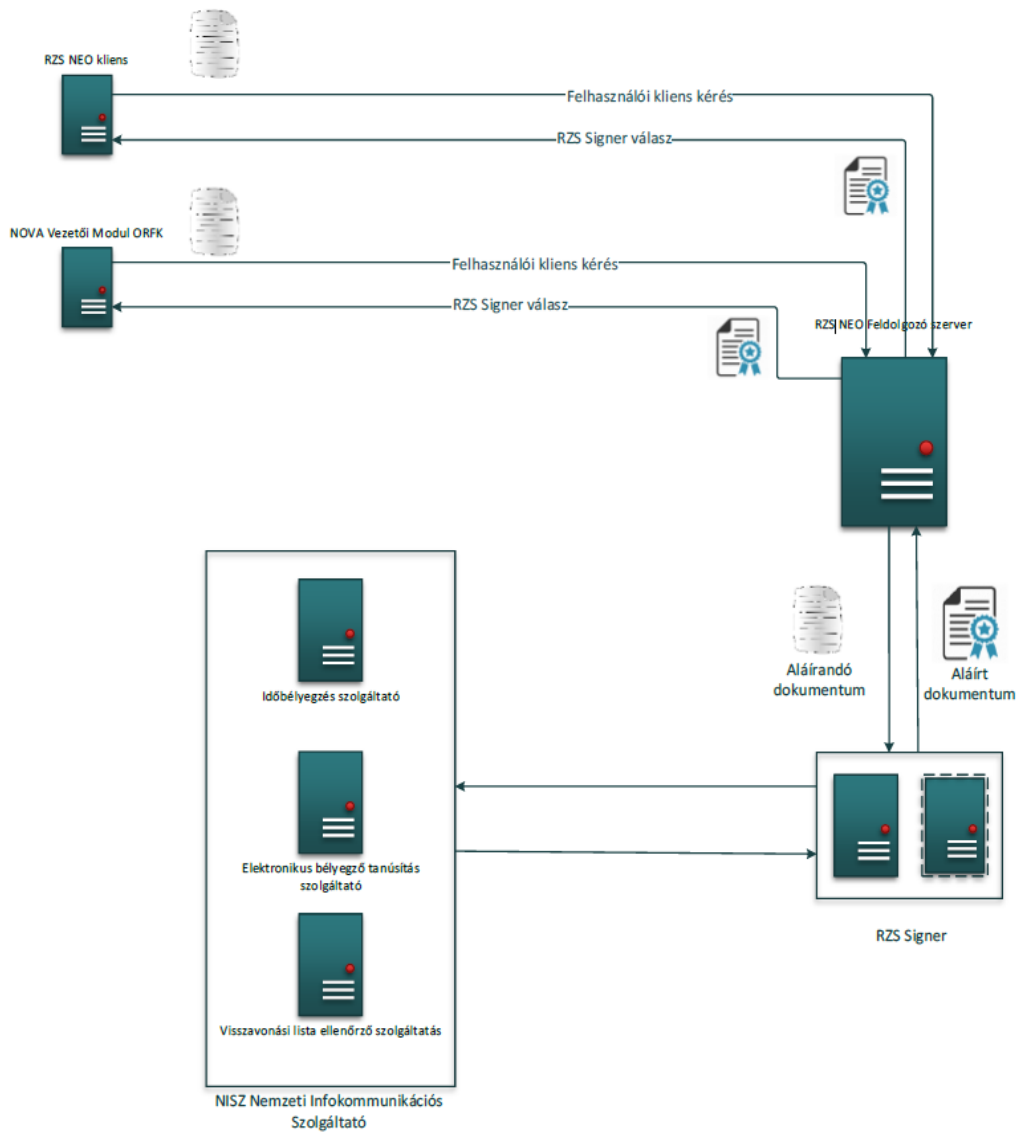 RZS NEO kliens
Felhasználói kliens kérés
RZS Signer válasz
NOVA Vezetői Modul ORFK
Felhasználói kliens kérés
RZS Signer válasz
RZS NEO Feldolgozó szerver
Aláírandó
dokumentum
Aláírt
dokumentum
Időbélyegzés szolgáltató
Elektronikus bélyegző tanúsítás
szolgáltató
Visszavonási lista ellenőrző szolgáltatás
RZS Signer
NISZ Nemzeti Infokommunikációs
Szolgáltató